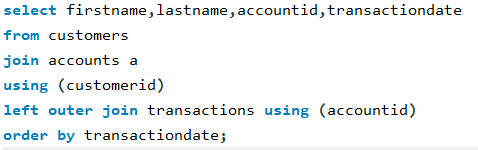 select firstname,lastname,accountid,transactiondate
from customers
join accounts a
using (customerid)
left outer join transactions using (accountid)
order by transactiondate;